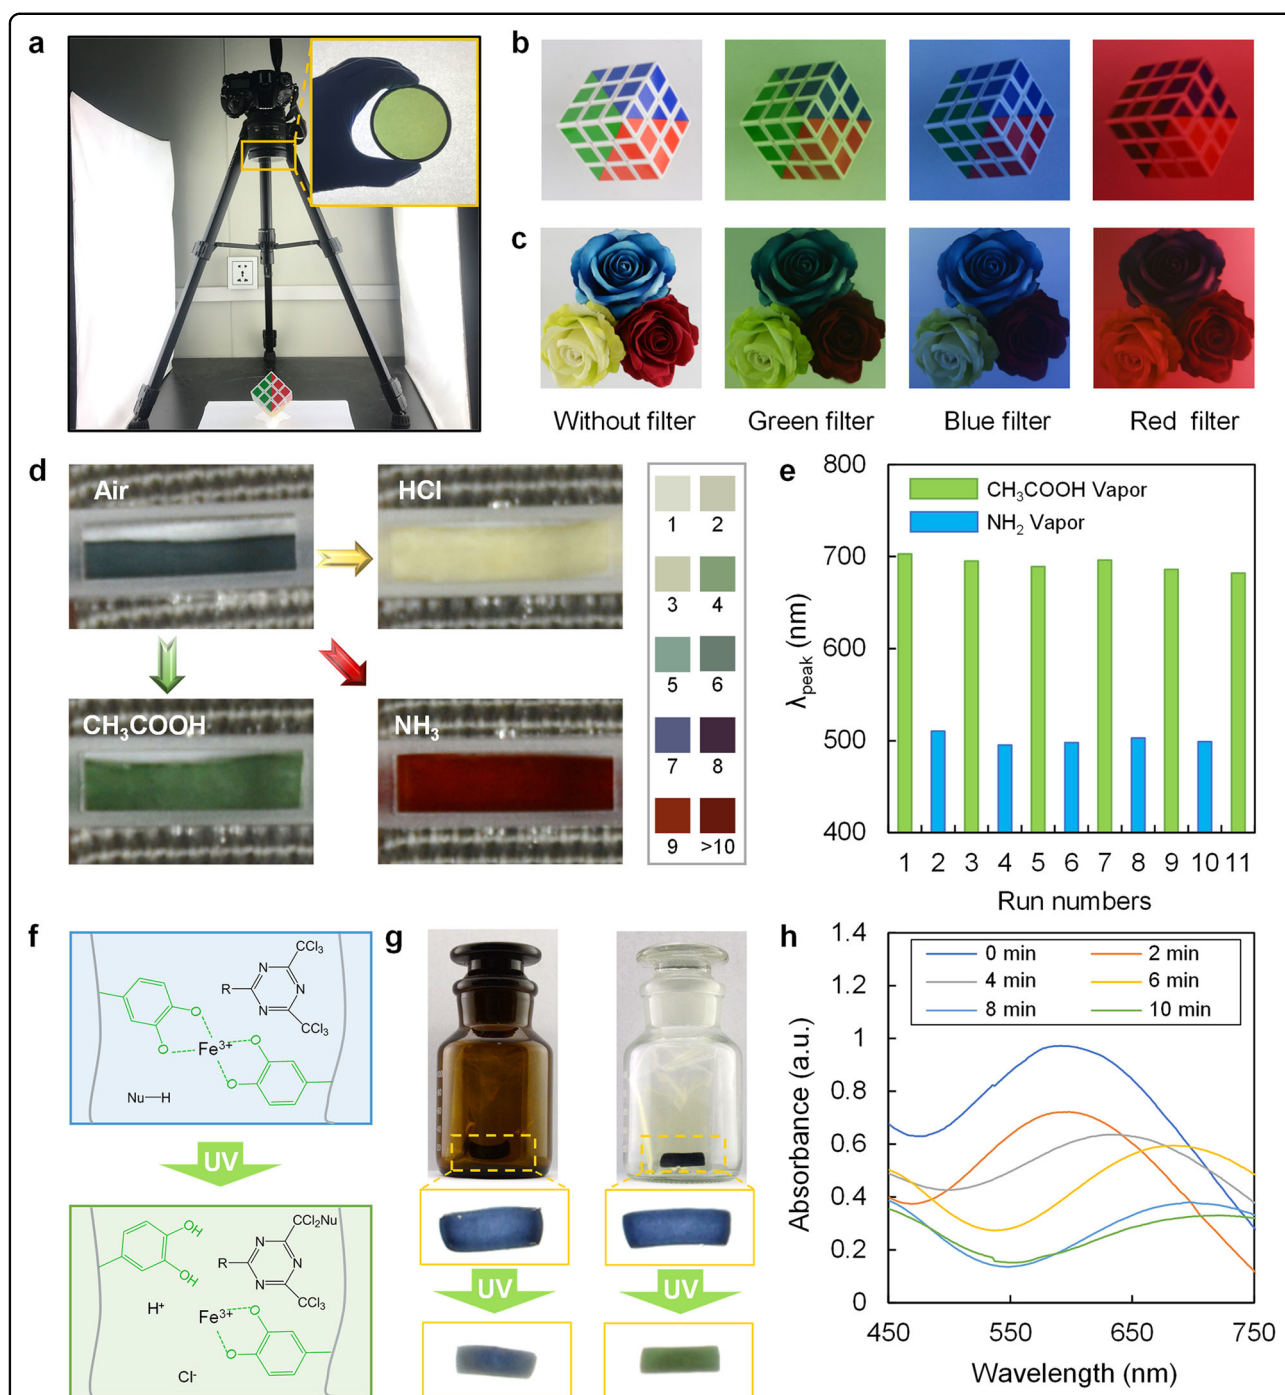 a
b
c
Without filter
Green filter
Blue filter
Red filter
d
Air
HCl
CH₃COOH
NH₃
1 2
3 4
5 6
7 8
9 >10
e
800
700
600
500
400
λpeak (nm)
CH₃COOH Vapor
NH₂ Vapor
1 2 3 4 5 6 7 8 9 10 11
Run numbers
f
CCl₃
N N
R
N
CCl₃
O
O
Fe³⁺
O
O
Nu—H
UV
OH
OH
CCl₂Nu
N N
R
N
CCl₃
H⁺
Fe³⁺
O
O
Cl⁻
g
UV
UV
h
1.4
1.2
1
0.8
0.6
0.4
0.2
0
Absorbance (a.u.)
0 min 2 min
4 min 6 min
8 min 10 min
450 550 650 750
Wavelength (nm)